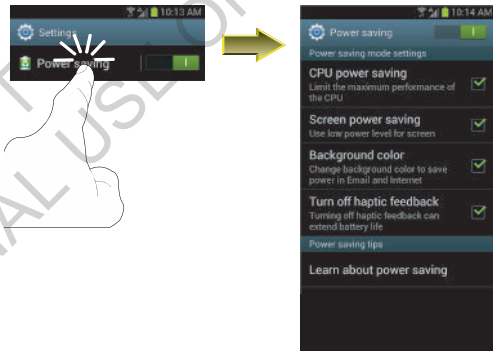 10:13 AM
Settings
Power saving
10:14 AM
Power saving
Power saving mode settings
CPU power saving
Limit the maximum performance of
the CPU
Screen power saving
Use low power level for screen
Background color
Change background color to save
power in Email and Internet
Turn off haptic feedback
Turning off haptic feedback can
extend battery life
Power saving tips
Learn about power saving